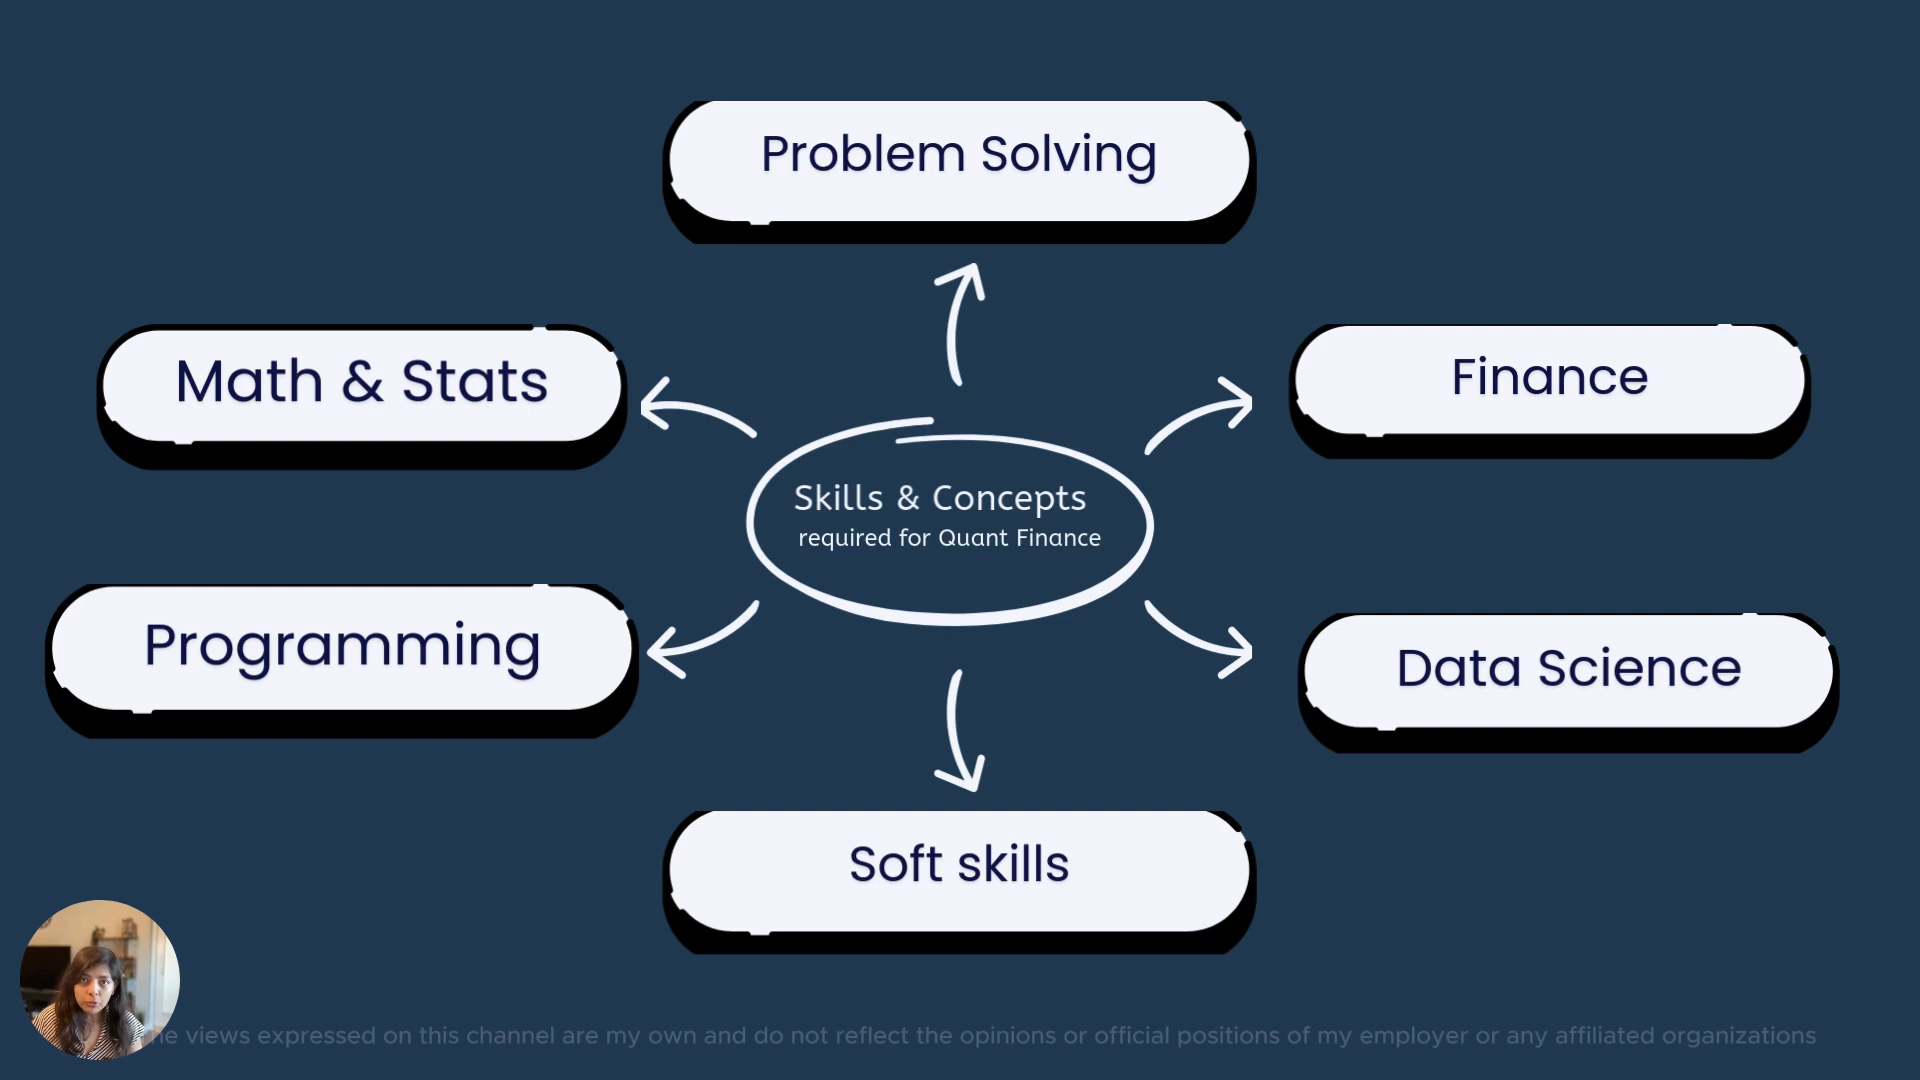 Problem Solving
Math & Stats
Finance
Skills & Concepts
required for Quant Finance
Programming
Data Science
Soft skills
views expressed on this channel are my own and do not reflect the opinions or official positions of my employer or any affiliated organizations